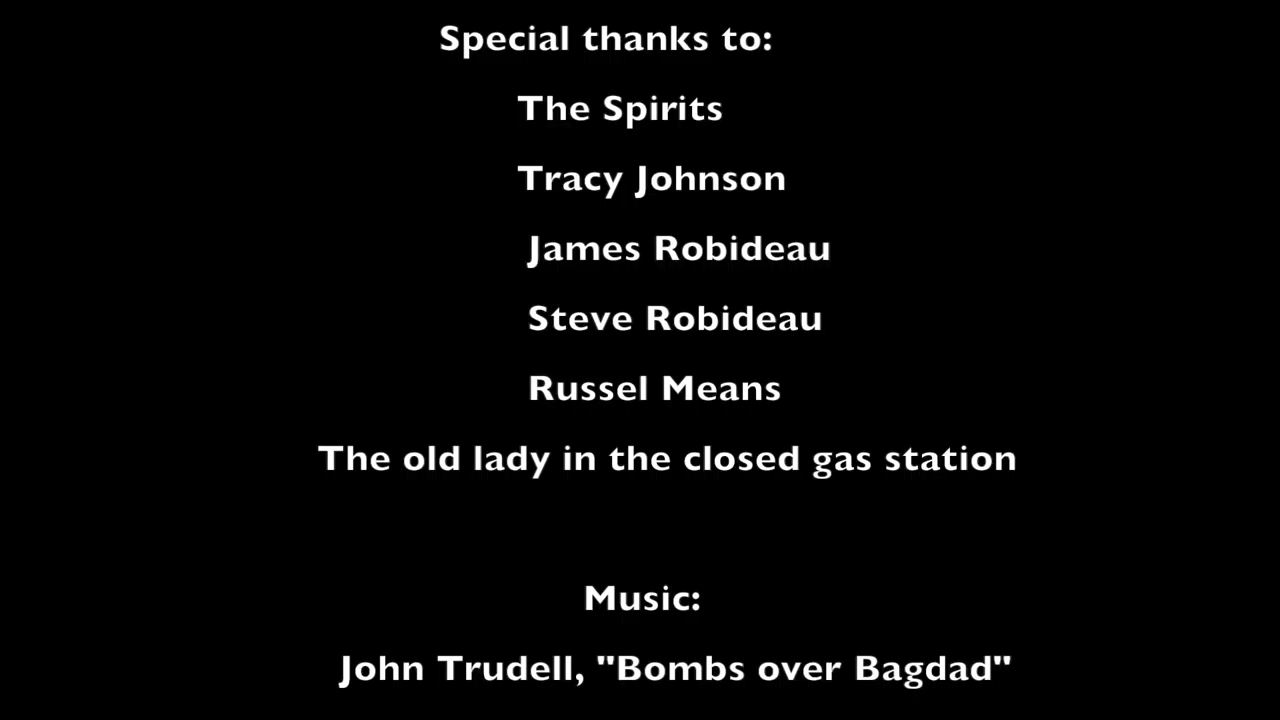 Special thanks to:
The Spirits
Tracy Johnson
James Robideau
Steve Robideau
Russel Means
The old lady in the closed gas station
Music:
John Trudell, "Bombs over Bagdad"